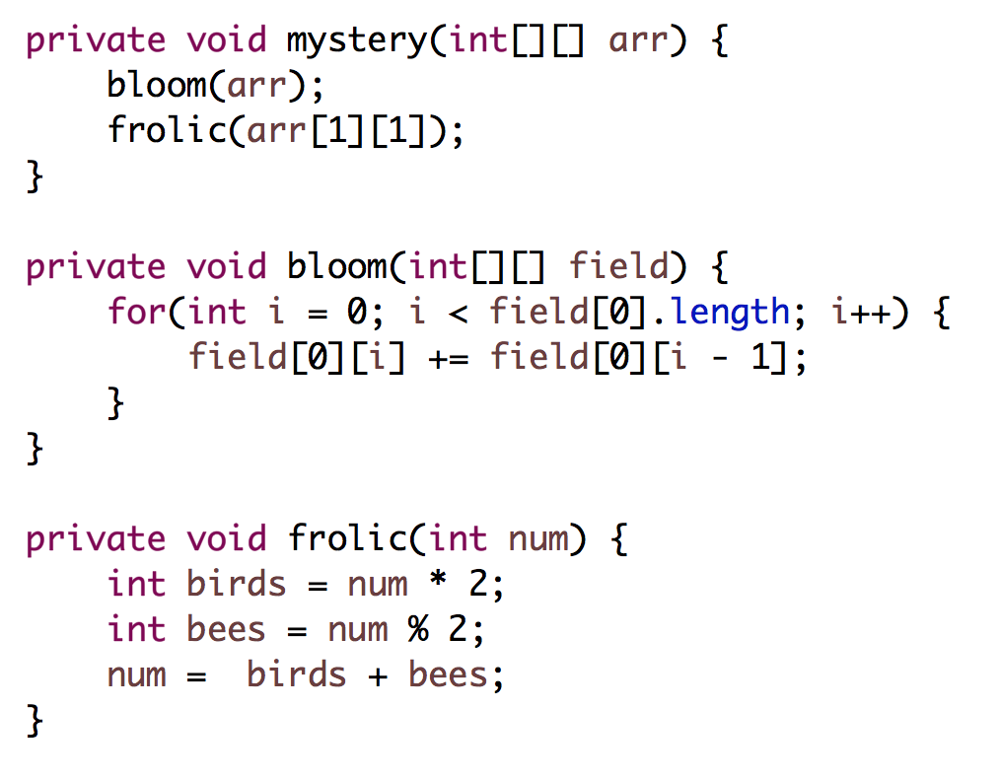 private void mystery(int[][] arr) {
    bloom(arr);
    frolic(arr[1][1]);
}

private void bloom(int[][] field) {
    for(int i = 0; i < field[0].length; i++) {
        field[0][i] += field[0][i - 1];
    }
}

private void frolic(int num) {
    int birds = num * 2;
    int bees = num % 2;
    num =  birds + bees;
}